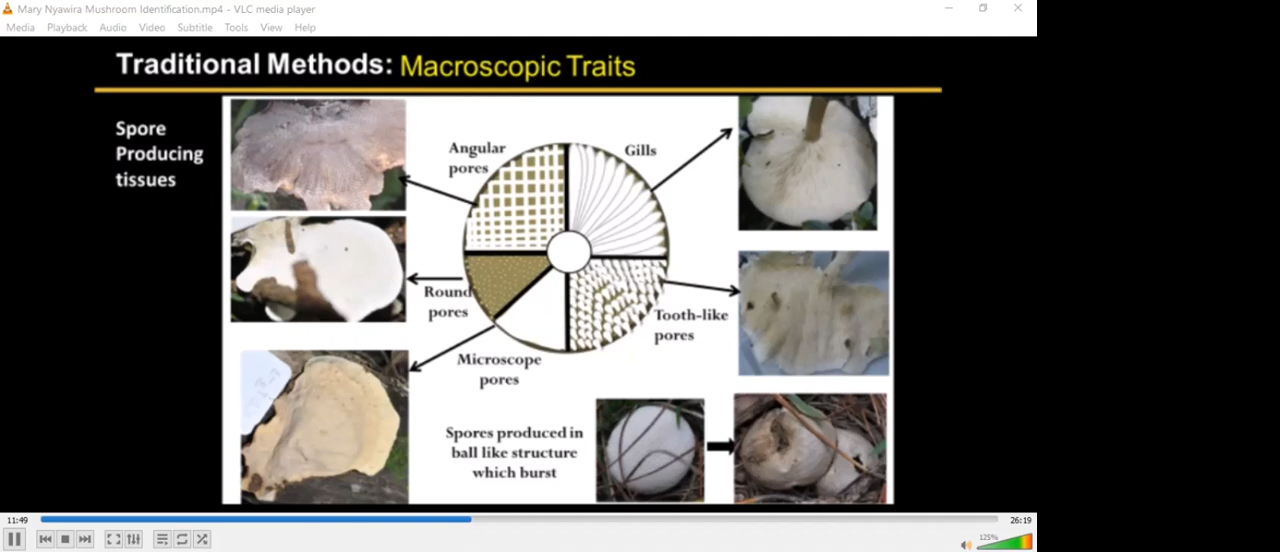 Mary Nyawira Mushroom Identification.mp4 - VLC media player
Media Playback Audio Video Subtitle Tools View Help
Traditional Methods: Macroscopic Traits
Spore
Producing
tissues
Angular
pores
Gills
Round
pores
Tooth-like
pores
Microscope
pores
Spores produced in
ball like structure
which burst
11:49
26:19
125%